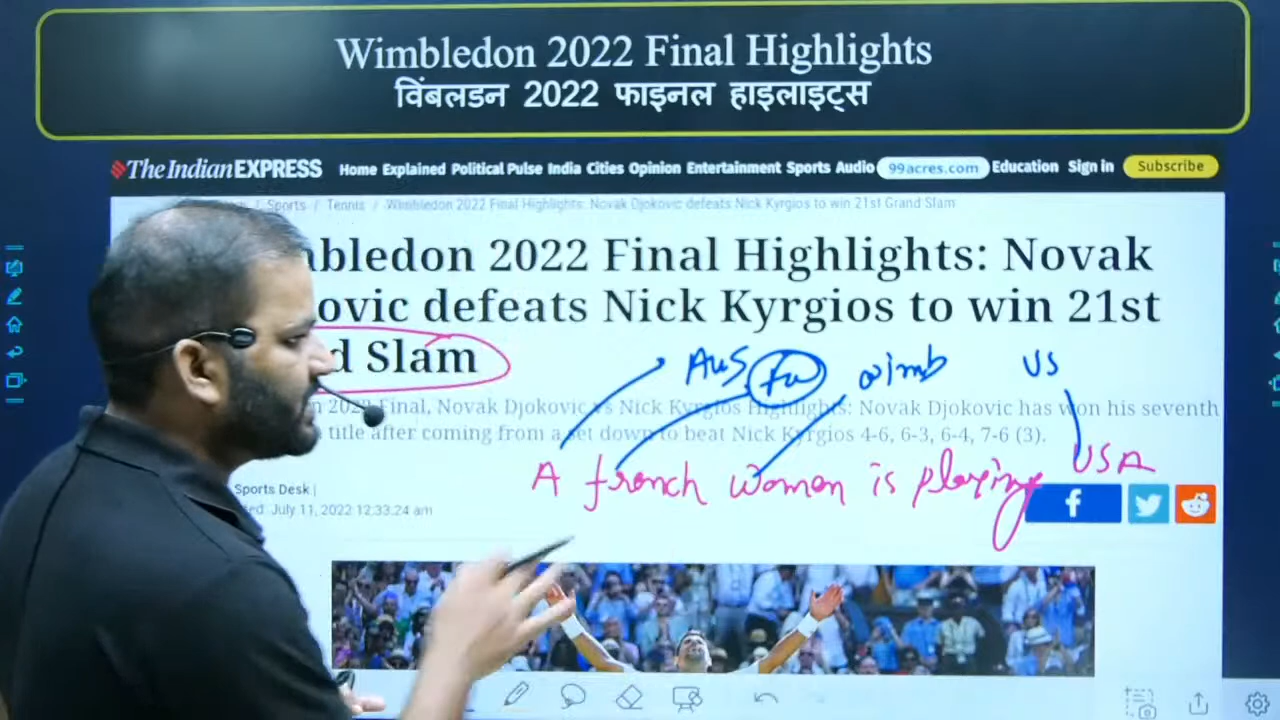 Wimbledon 2022 Final Highlights
विंबलडन 2022 फाइनल हाइलाइट्स
The Indian EXPRESS Home Explained Political Pulse India Cities Opinion Entertainment Sports Audio 99acres.com Education Sign in Subscribe
/ Sports / Tennis / Wimbledon 2022 Final Highlights: Novak Djokovic defeats Nick Kyrgios to win 21st Grand Slam
mbledon 2022 Final Highlights: Novak
ovic defeats Nick Kyrgios to win 21st
d Slam
AUS fr wimb US
n 2022 Final, Novak Djokovic vs Nick Kyrgios Highlights: Novak Djokovic has won his seventh
title after coming from a set down to beat Nick Kyrgios 4-6, 6-3, 6-4, 7-6 (3).
A french women is playing USA
Sports Desk |
ed: July 11, 2022 12:33:24 am